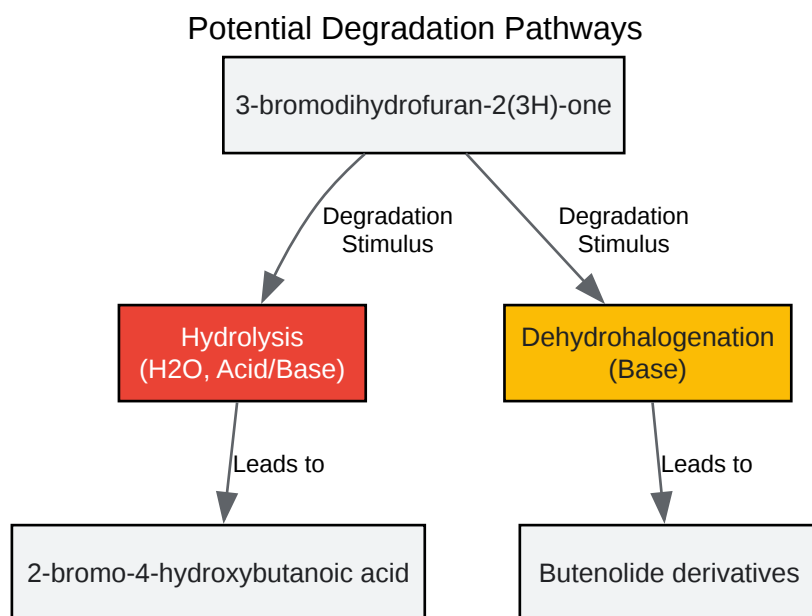 Potential Degradation Pathways
3-bromodihydrofuran-2(3H)-one
Degradation
Stimulus
Degradation
Stimulus
Hydrolysis
(H2O, Acid/Base)
Dehydrohalogenation
(Base)
Leads to
Leads to
2-bromo-4-hydroxybutanoic acid
Butenolide derivatives